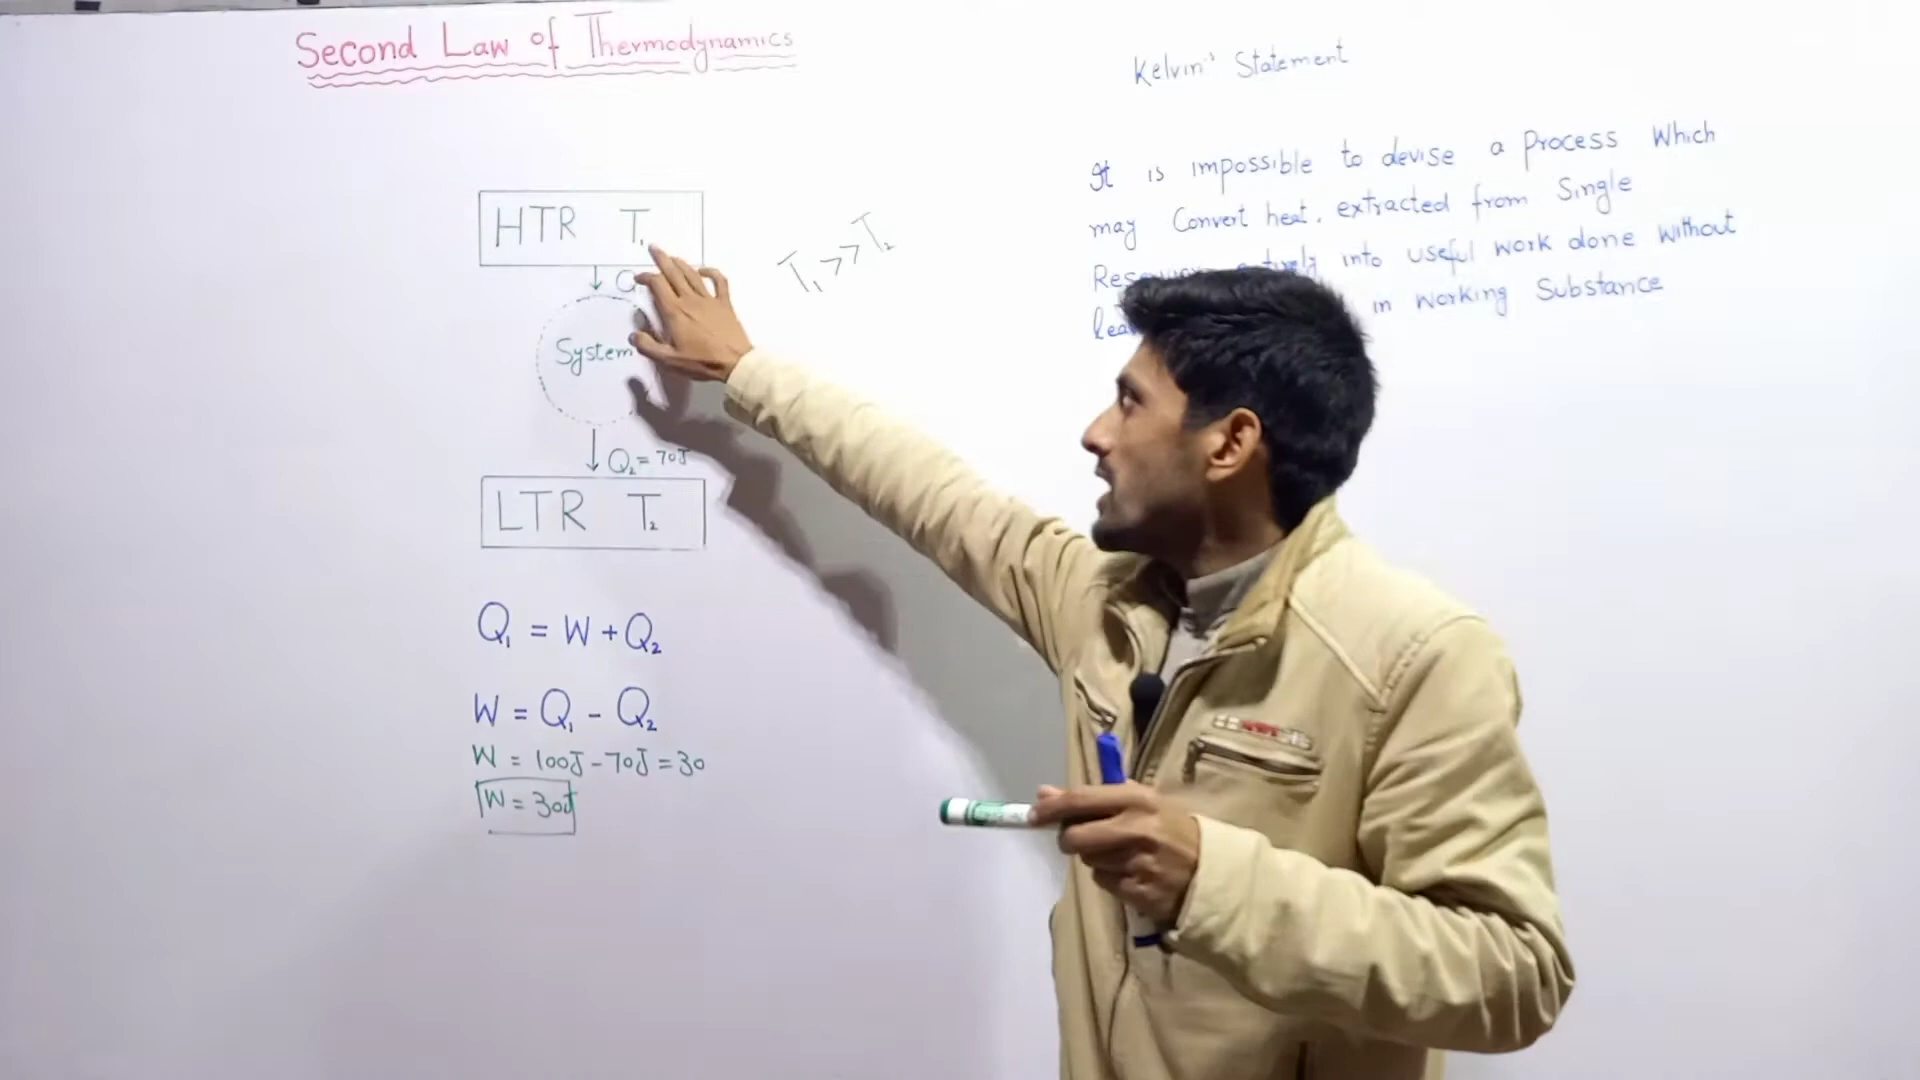 Second Law of Thermodynamics
HTR T₁
Q
System
Q₂ = 70J
LTR T₂
T₁ >> T₂
Q₁ = W + Q₂
W = Q₁ - Q₂
W = 100J - 70J = 30
W = 30J
Kelvin's Statement
It is impossible to devise a Process Which
may Convert heat, extracted from Single
into useful work done without
in working Substance